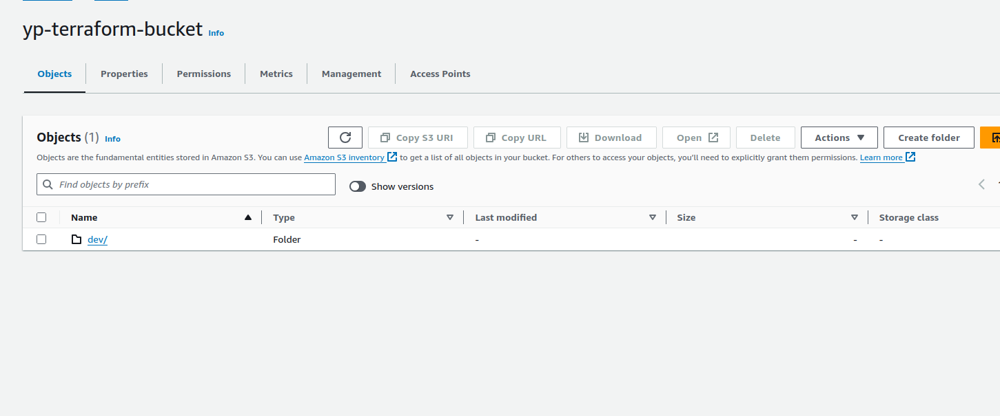 yp-terraform-bucket Info
Objects Properties Permissions Metrics Management Access Points
Objects (1) Info
Copy S3 URI Copy URL Download Open Delete Actions Create folder
Objects are the fundamental entities stored in Amazon S3. You can use Amazon S3 inventory to get a list of all objects in your bucket. For others to access your objects, you'll need to explicitly grant them permissions. Learn more
Find objects by prefix Show versions
Name Type Last modified Size Storage class
dev/ Folder - - -